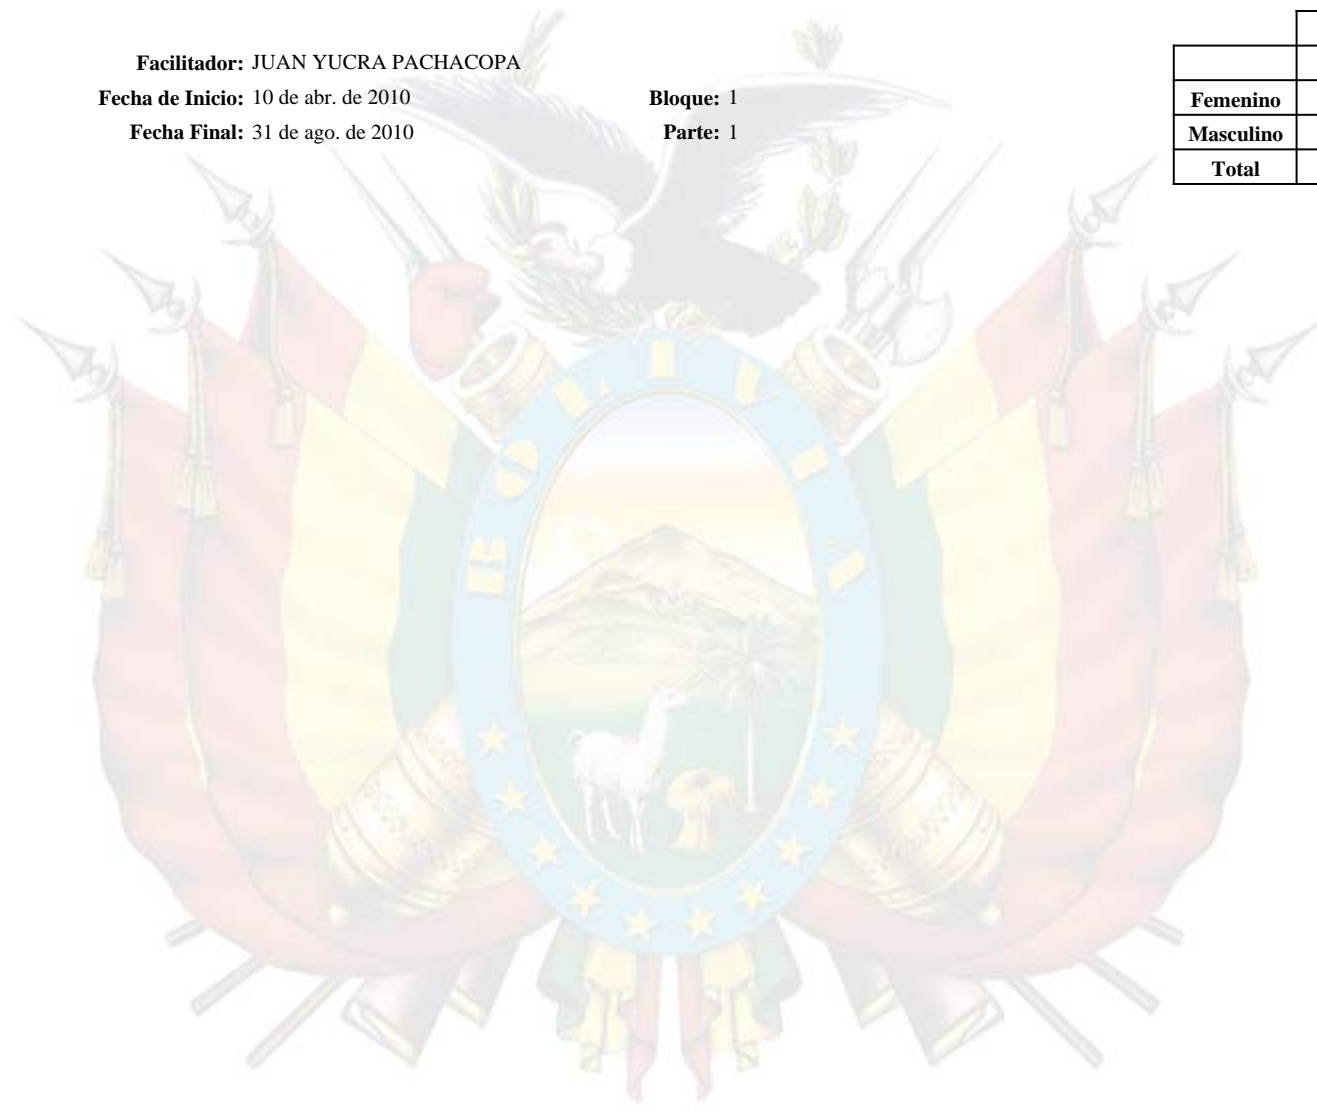 Facilitador: JUAN YUCRA PACHACOPA
Fecha de Inicio: 10 de abr. de 2010 Bloque: 1
Fecha Final: 31 de ago. de 2010 Parte: 1
Femenino
Masculino
Total
BOLIVIA